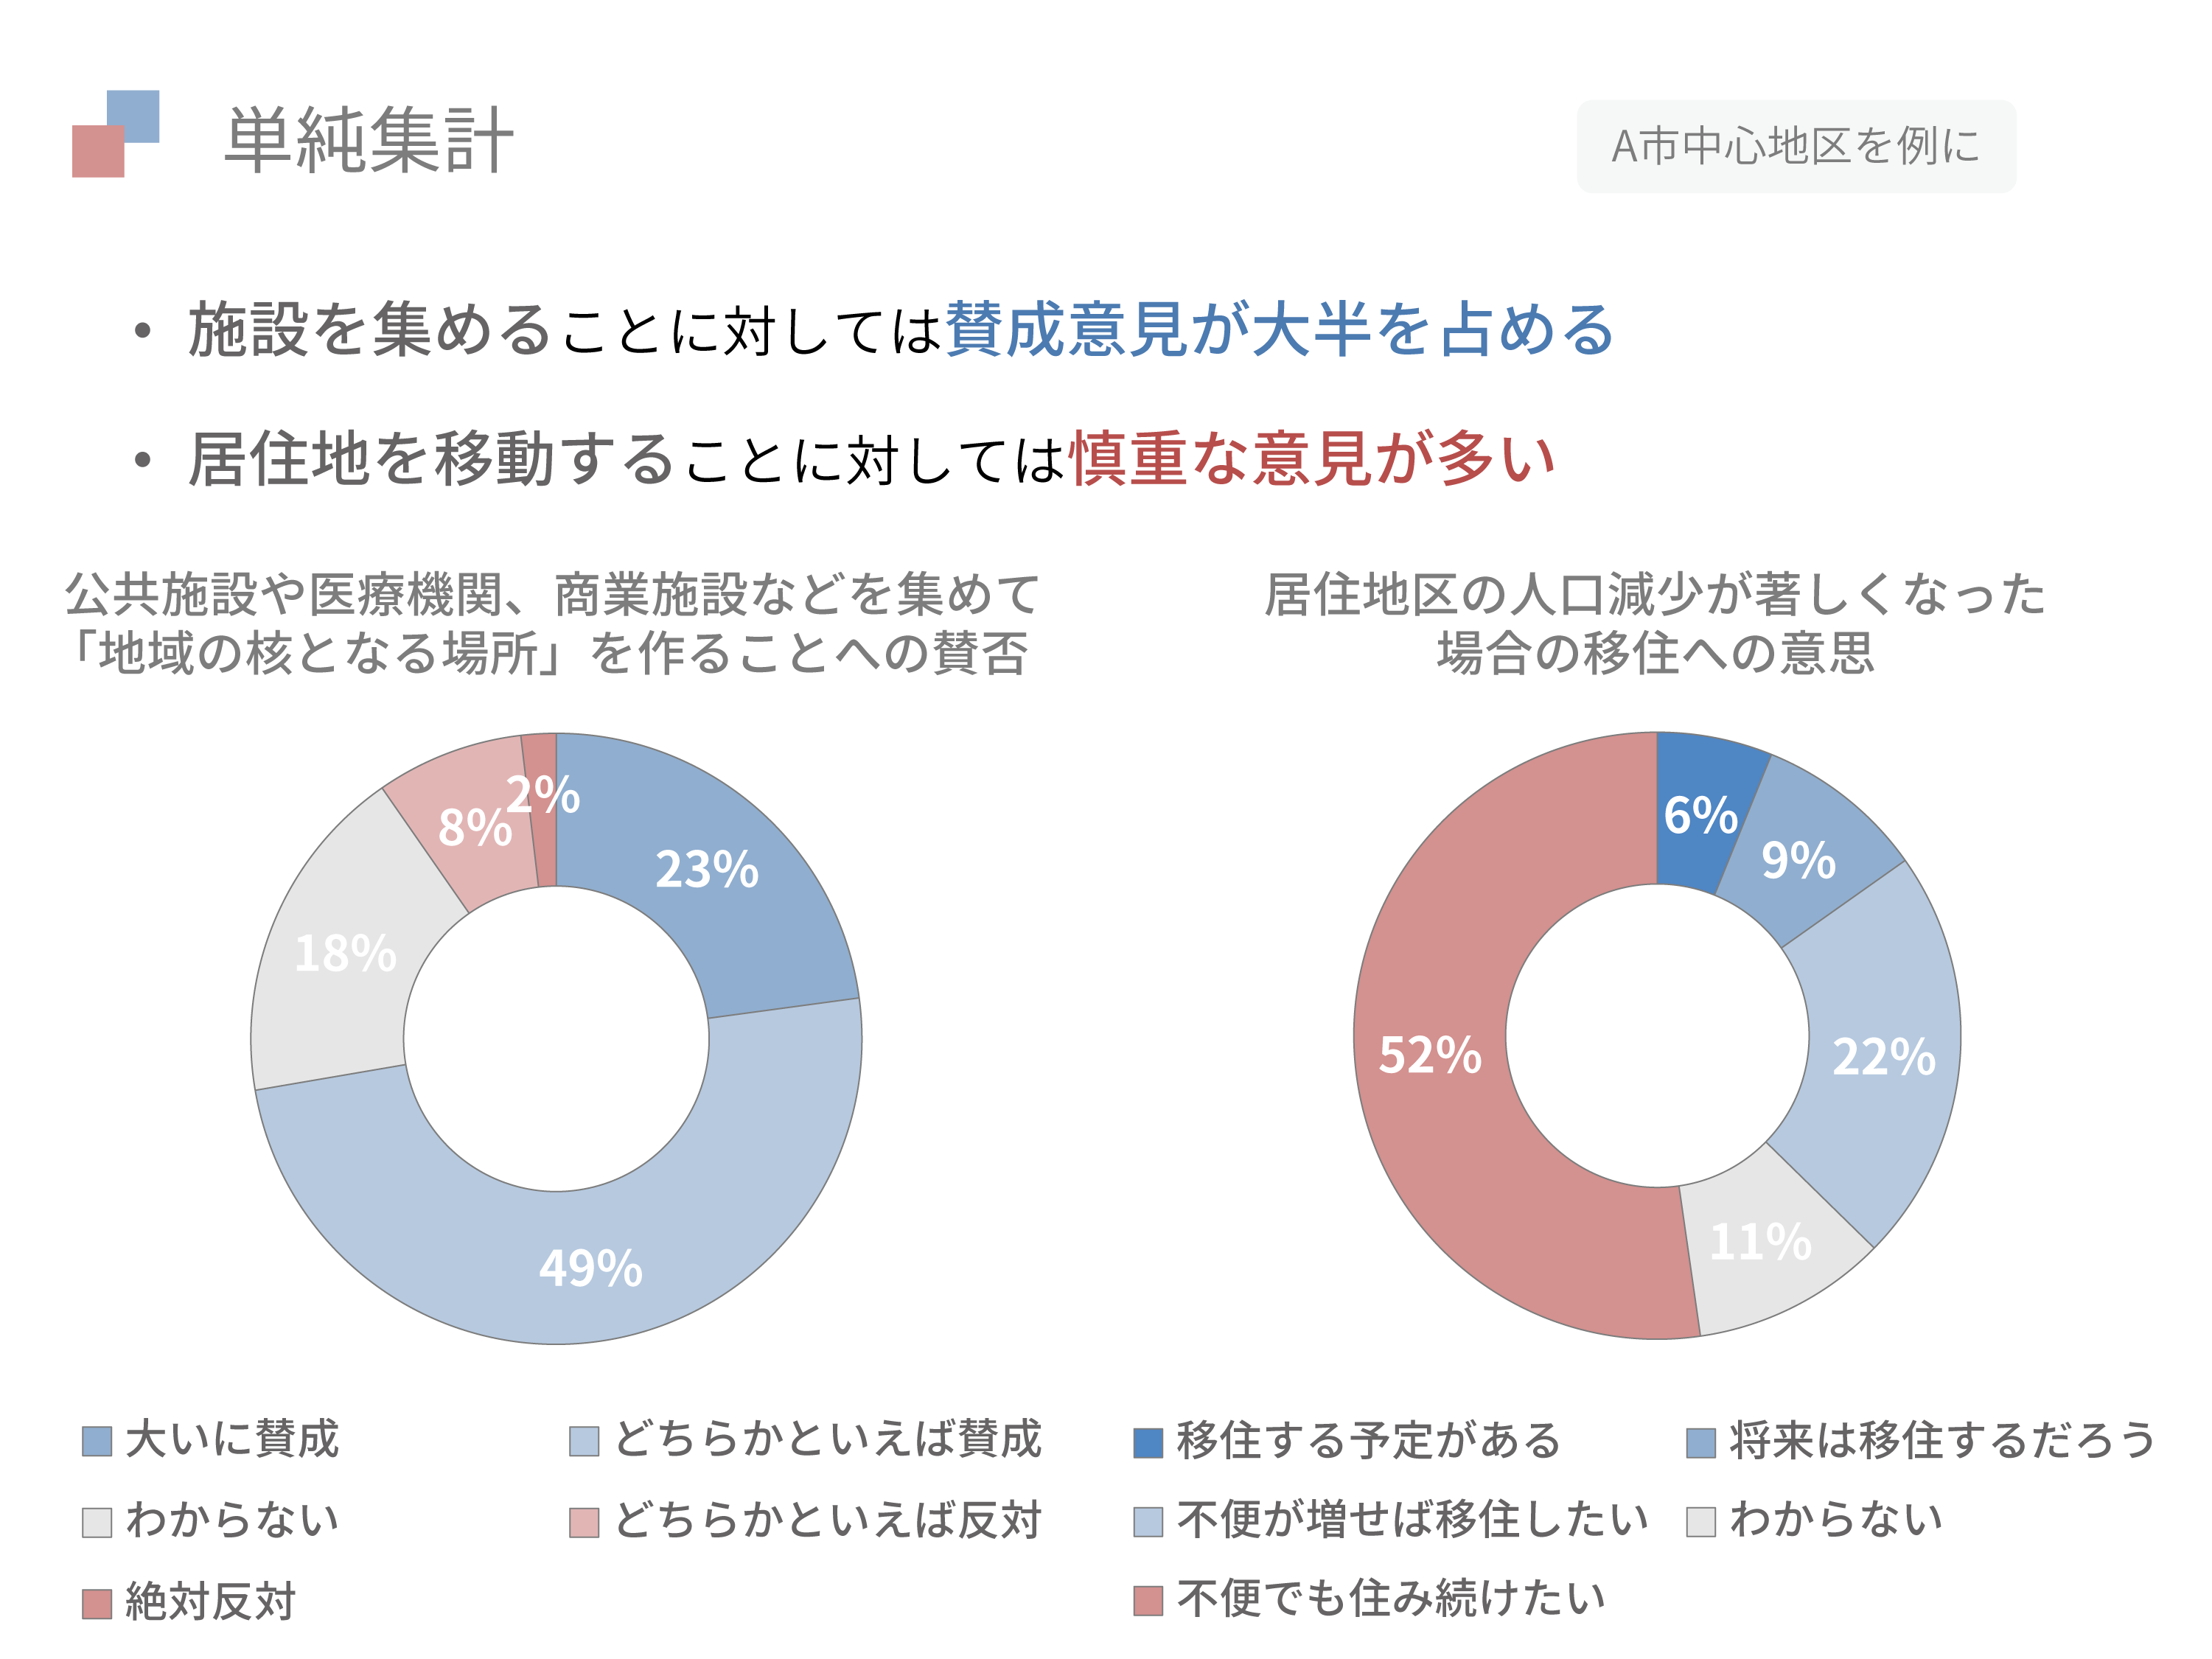 単純集計
A市中心地区を例に
• 施設を集めることに対しては賛成意見が大半を占める
• 居住地を移動することに対しては慎重な意見が多い
公共施設や医療機関、商業施設などを集めて
「地域の核となる場所」を作ることへの賛否
23%
49%
18%
8%
2%
大いに賛成
どちらかといえば賛成
わからない
どちらかといえば反対
絶対反対
居住地区の人口減少が著しくなった
場合の移住への意思
6%
9%
22%
11%
52%
移住する予定がある
将来は移住するだろう
不便が増せば移住したい
わからない
不便でも住み続けたい